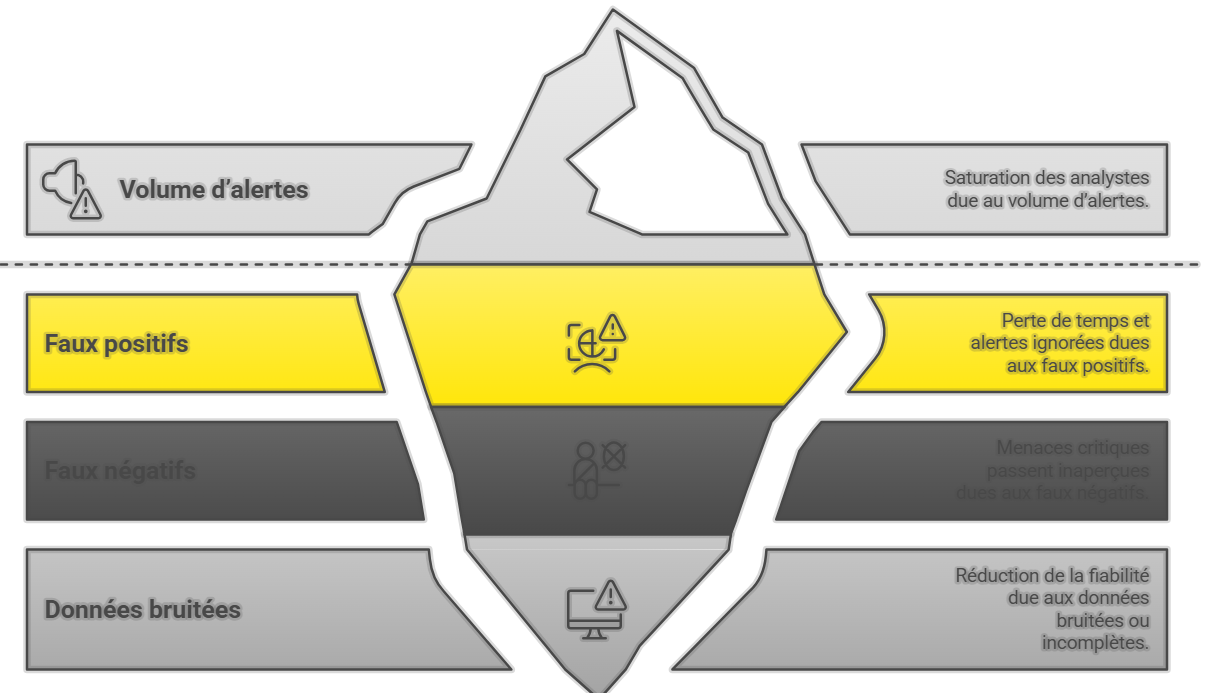 Volume d'alertes
Saturation des analystes
due au volume d'alertes.
Faux positifs
Perte de temps et
alertes ignorées dues
aux faux positifs.
Faux négatifs
Menaces critiques
passent inaperçues
dues aux faux négatifs.
Données bruitées
Réduction de la fiabilité
due aux données
bruitées ou
incomplètes.